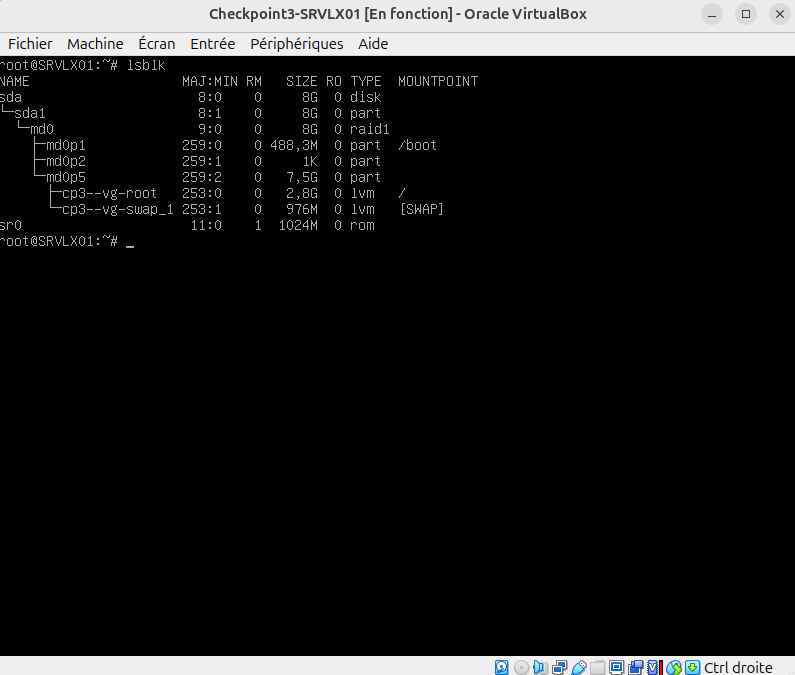 Checkpoint3-SRVLX01 [En fonction] - Oracle VirtualBox
Fichier Machine Écran Entrée Périphériques Aide
root@SRVLX01:~# lsblk
NAME MAJ:MIN RM SIZE RO TYPE MOUNTPOINT
sda 8:0 0 8G 0 disk
└─sda1 8:1 0 8G 0 part
  └─md0 9:0 0 8G 0 raid1
    ├─md0p1 259:0 0 488,3M 0 part /boot
    ├─md0p2 259:1 0 1K 0 part
    └─md0p5 259:2 0 7,5G 0 part
      ├─cp3--vg-root 253:0 0 2,8G 0 lvm /
      └─cp3--vg-swap_1 253:1 0 976M 0 lvm [SWAP]
sr0 11:0 1 1024M 0 rom
root@SRVLX01:~# _
Ctrl droite